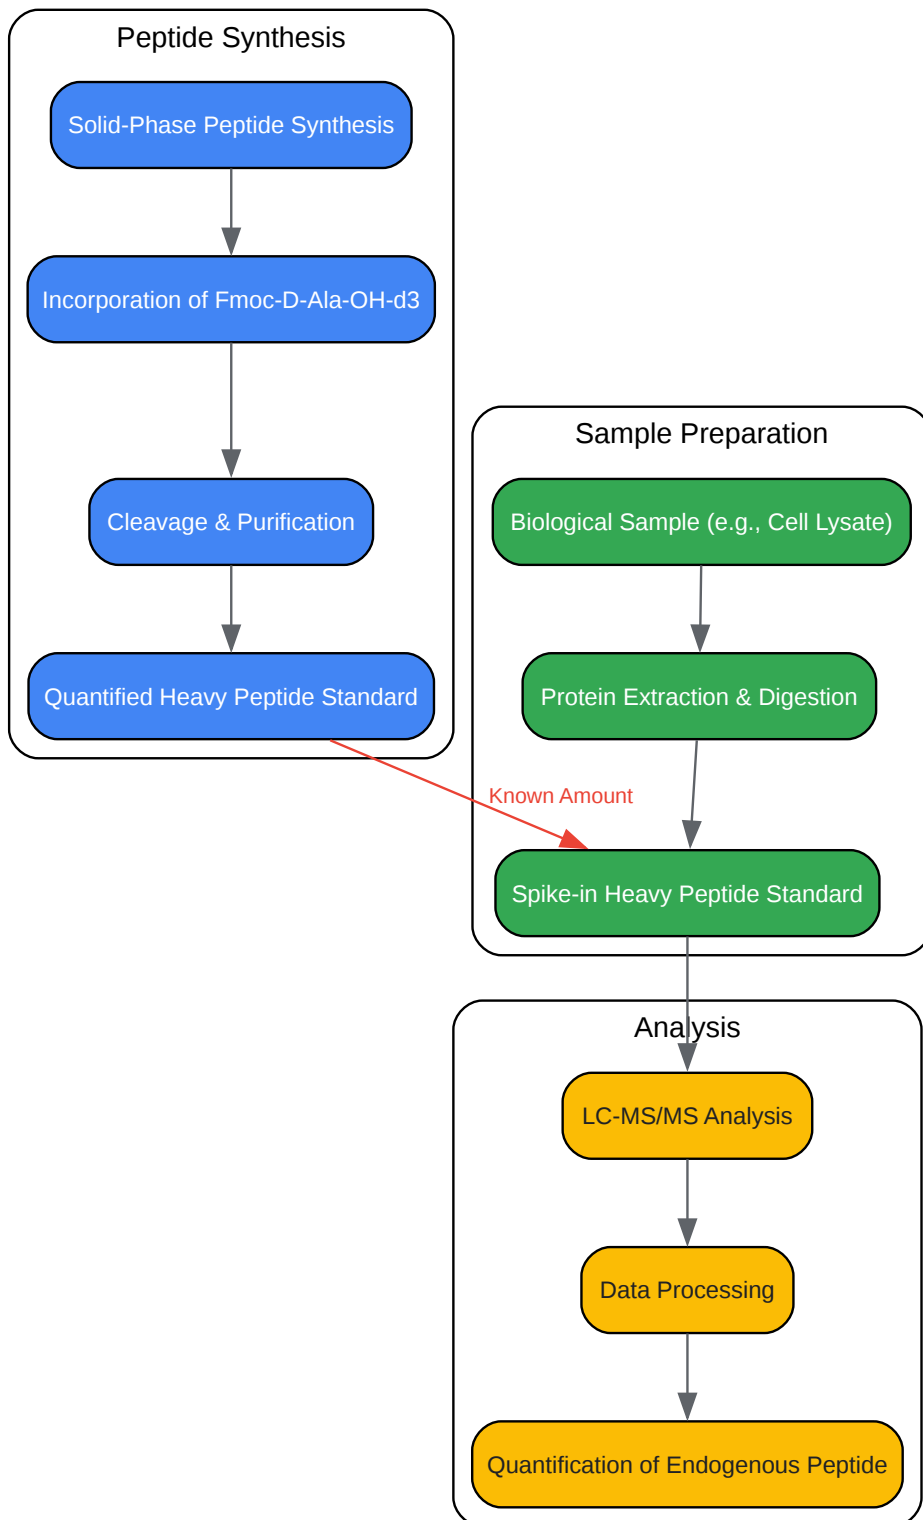 Peptide Synthesis
Solid-Phase Peptide Synthesis
Incorporation of Fmoc-D-Ala-OH-d3
Cleavage & Purification
Quantified Heavy Peptide Standard
Known Amount
Sample Preparation
Biological Sample (e.g., Cell Lysate)
Protein Extraction & Digestion
Spike-in Heavy Peptide Standard
Analysis
LC-MS/MS Analysis
Data Processing
Quantification of Endogenous Peptide